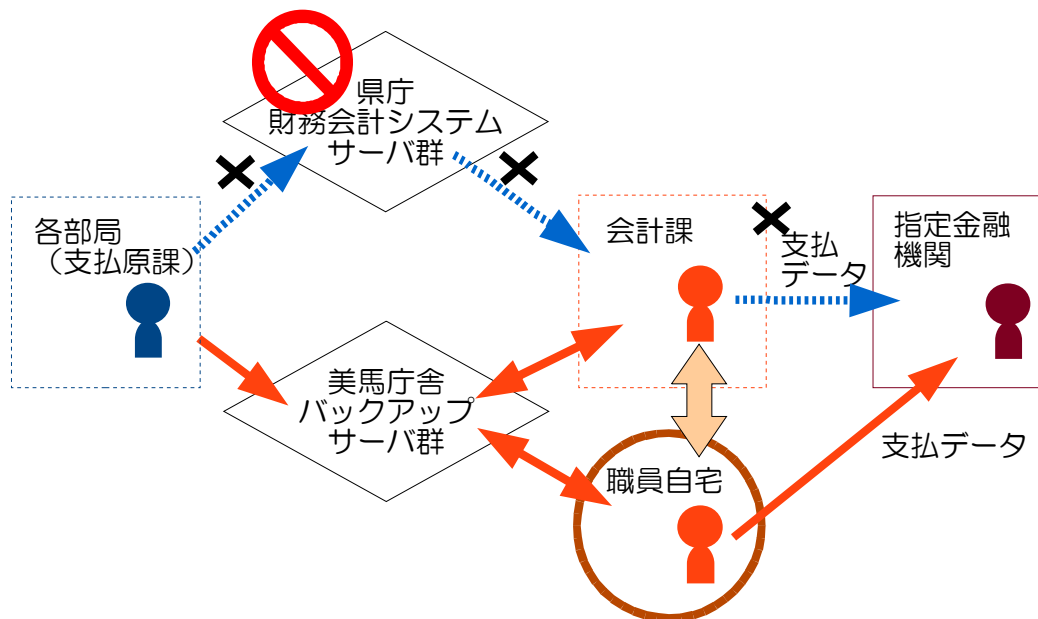 県庁
財務会計システム
サーバ群
各部局
（支払原課）
会計課
支払
データ
指定金融
機関
美馬庁舎
バックアップ
サーバ群
職員自宅
支払データ